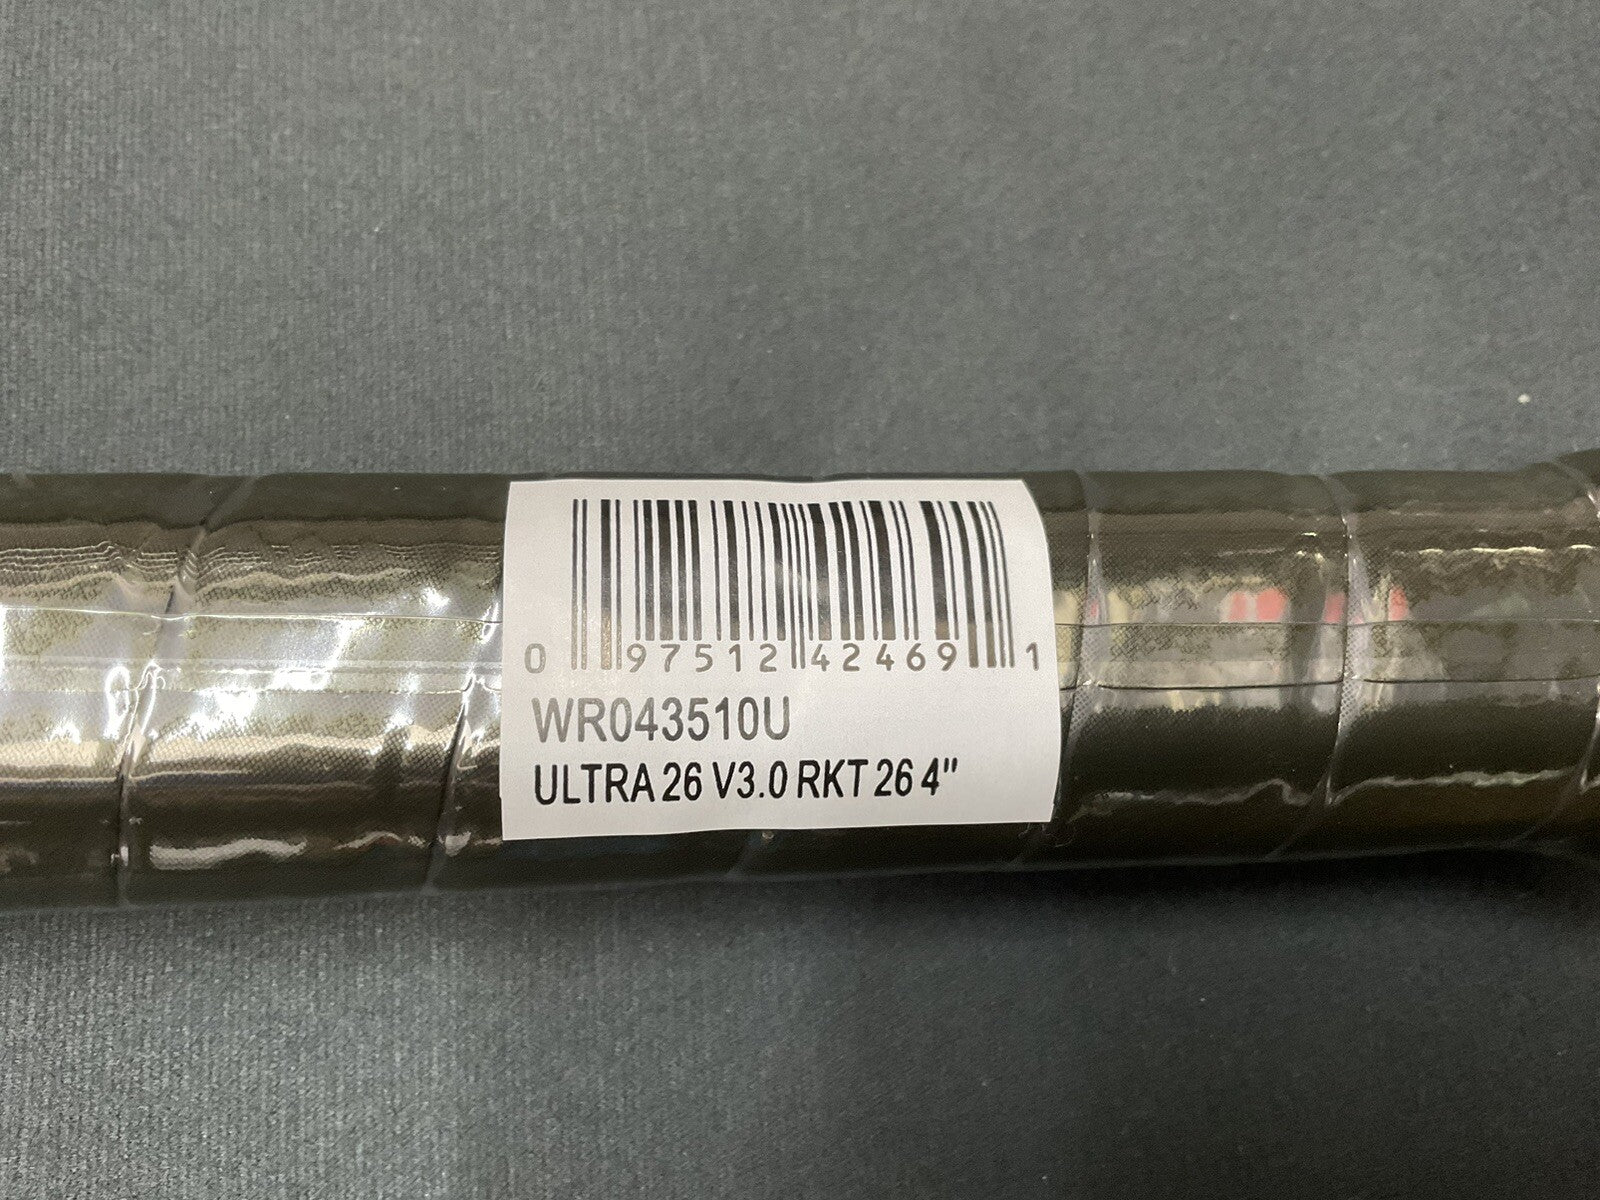 0 97512 42469 1
WR043510U
ULTRA 26 V3.0 RKT 26 4"